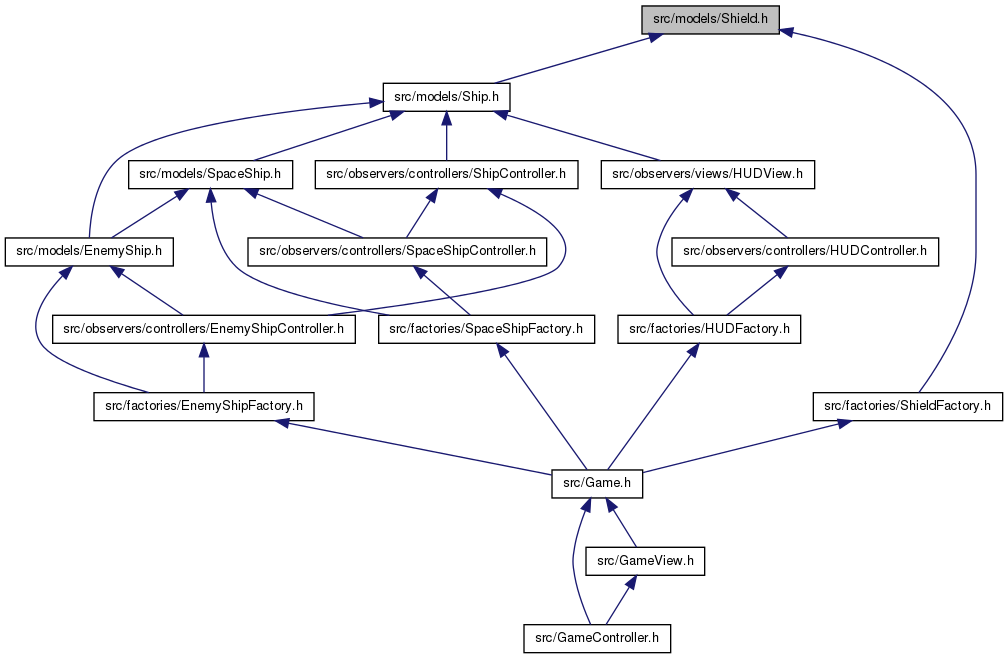 src/models/Shield.h
src/models/Ship.h
src/models/SpaceShip.h
src/observers/controllers/ShipController.h
src/observers/views/HUDView.h
src/models/EnemyShip.h
src/observers/controllers/SpaceShipController.h
src/observers/controllers/HUDController.h
src/observers/controllers/EnemyShipController.h
src/factories/SpaceShipFactory.h
src/factories/HUDFactory.h
src/factories/EnemyShipFactory.h
src/factories/ShieldFactory.h
src/Game.h
src/GameView.h
src/GameController.h